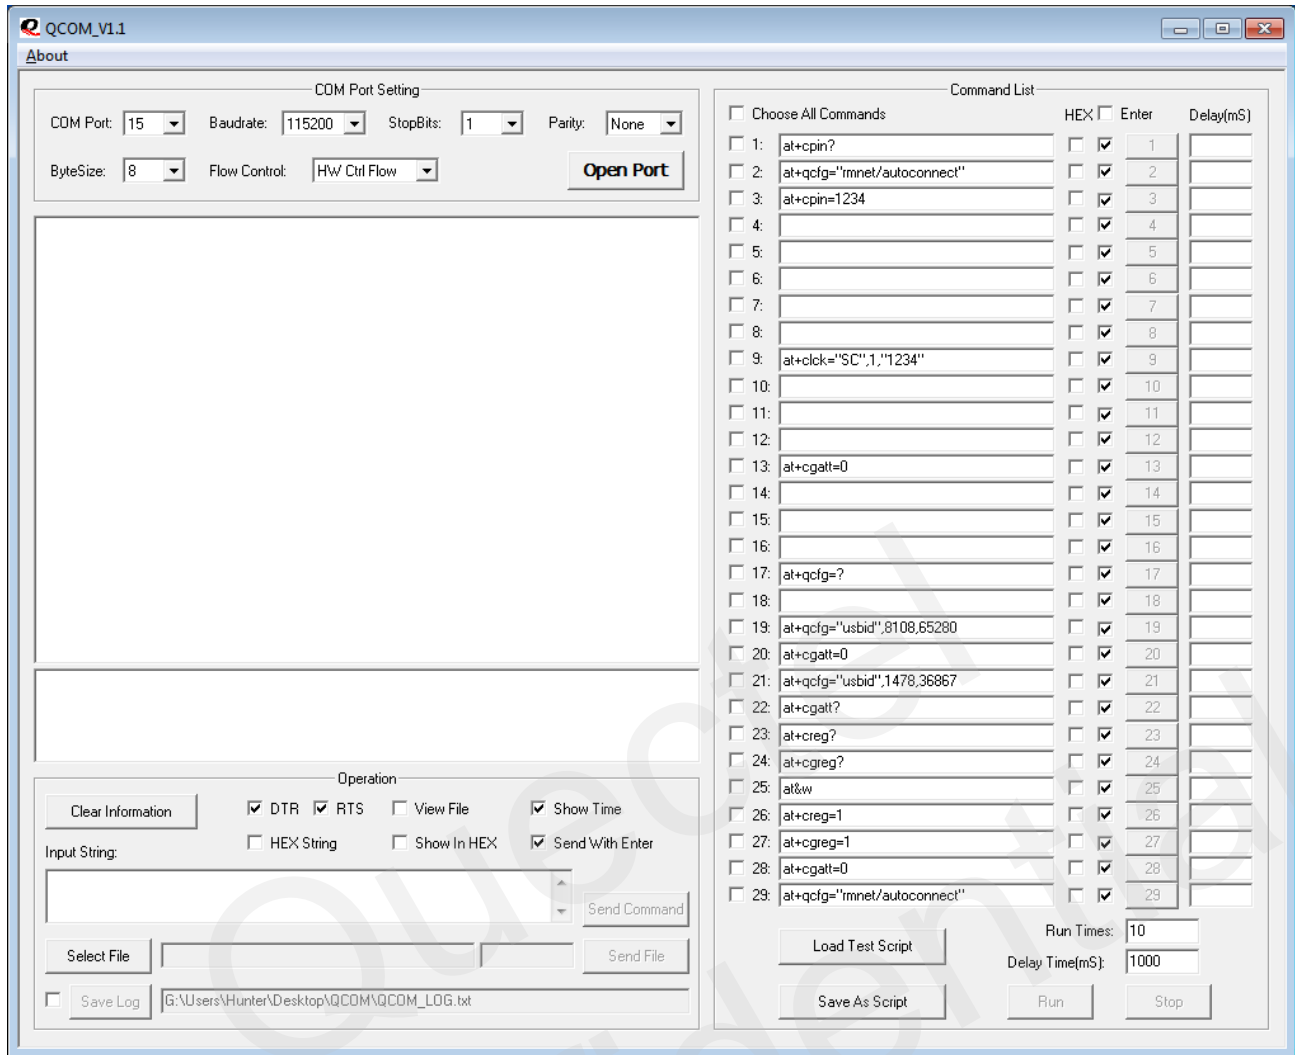 QCOM_V1.1
About
COM Port Setting
COM Port: 15 Baudrate: 115200 StopBits: 1 Parity: None
ByteSize: 8 Flow Control: HW Ctrl Flow Open Port
Operation
Clear Information DTR RTS View File Show Time
HEX String Show In HEX Send With Enter
Input String:
Send Command
Select File Send File
Save Log G:\Users\Hunter\Desktop\QCOM\QCOM_LOG.txt
Command List
Choose All Commands HEX Enter Delay(mS)
1: at+cpin? 1
2: at+qcfg="rmnet/autoconnect" 2
3: at+cpin=1234 3
4: 4
5: 5
6: 6
7: 7
8: 8
9: at+clck="SC",1,"1234" 9
10: 10
11: 11
12: 12
13: at+cgatt=0 13
14: 14
15: 15
16: 16
17: at+qcfg=? 17
18: 18
19: at+qcfg="usbid",8108,65280 19
20: at+cgatt=0 20
21: at+qcfg="usbid",1478,36867 21
22: at+cgatt? 22
23: at+creg? 23
24: at+cgreg? 24
25: at&w 25
26: at+creg=1 26
27: at+cgreg=1 27
28: at+cgatt=0 28
29: at+qcfg="rmnet/autoconnect" 29
Load Test Script Run Times: 10
Delay Time(mS): 1000
Save As Script Run Stop
Quectel